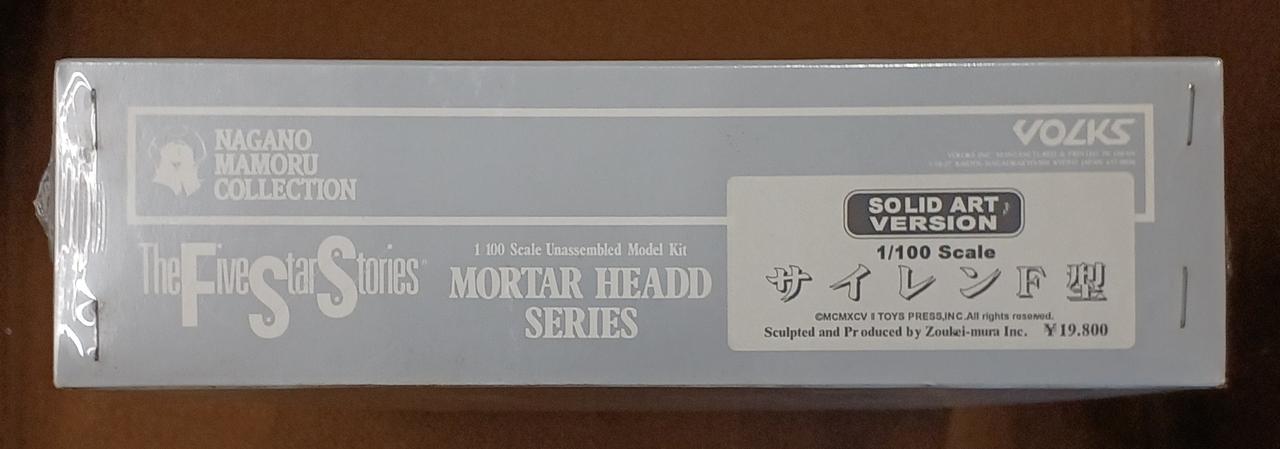 NAGANO
MAMORU
COLLECTION
VOLKS
The Five Star Stories
1 100 Scale Unassembled Model Kit
MORTAR HEADD
SERIES
SOLID ART
VERSION
1/100 Scale
サイレンF型
©MCMXCV II TOYS PRESS,INC.All rights reserved.
Sculpted and Produced by Zoukei-mura Inc. ¥19.800